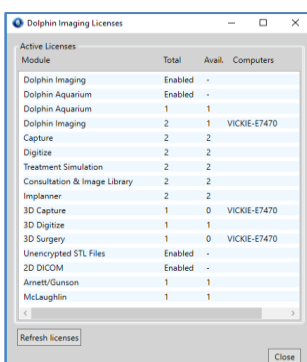 Dolphin Imaging Licenses
Active Licenses
Module Total Avail. Computers
Dolphin Imaging Enabled -
Dolphin Aquarium Enabled -
Dolphin Aquarium 1 1
Dolphin Imaging 2 1 VICKIE-E7470
Capture 2 2
Digitize 2 2
Treatment Simulation 2 2
Consultation & Image Library 2 2
Implanner 2 2
3D Capture 1 0 VICKIE-E7470
3D Digitize 1 1
3D Surgery 1 0 VICKIE-E7470
Unencrypted STL Files Enabled -
2D DICOM Enabled -
Arnett/Gunson 1 1
McLaughlin 1 1
Refresh licenses
Close